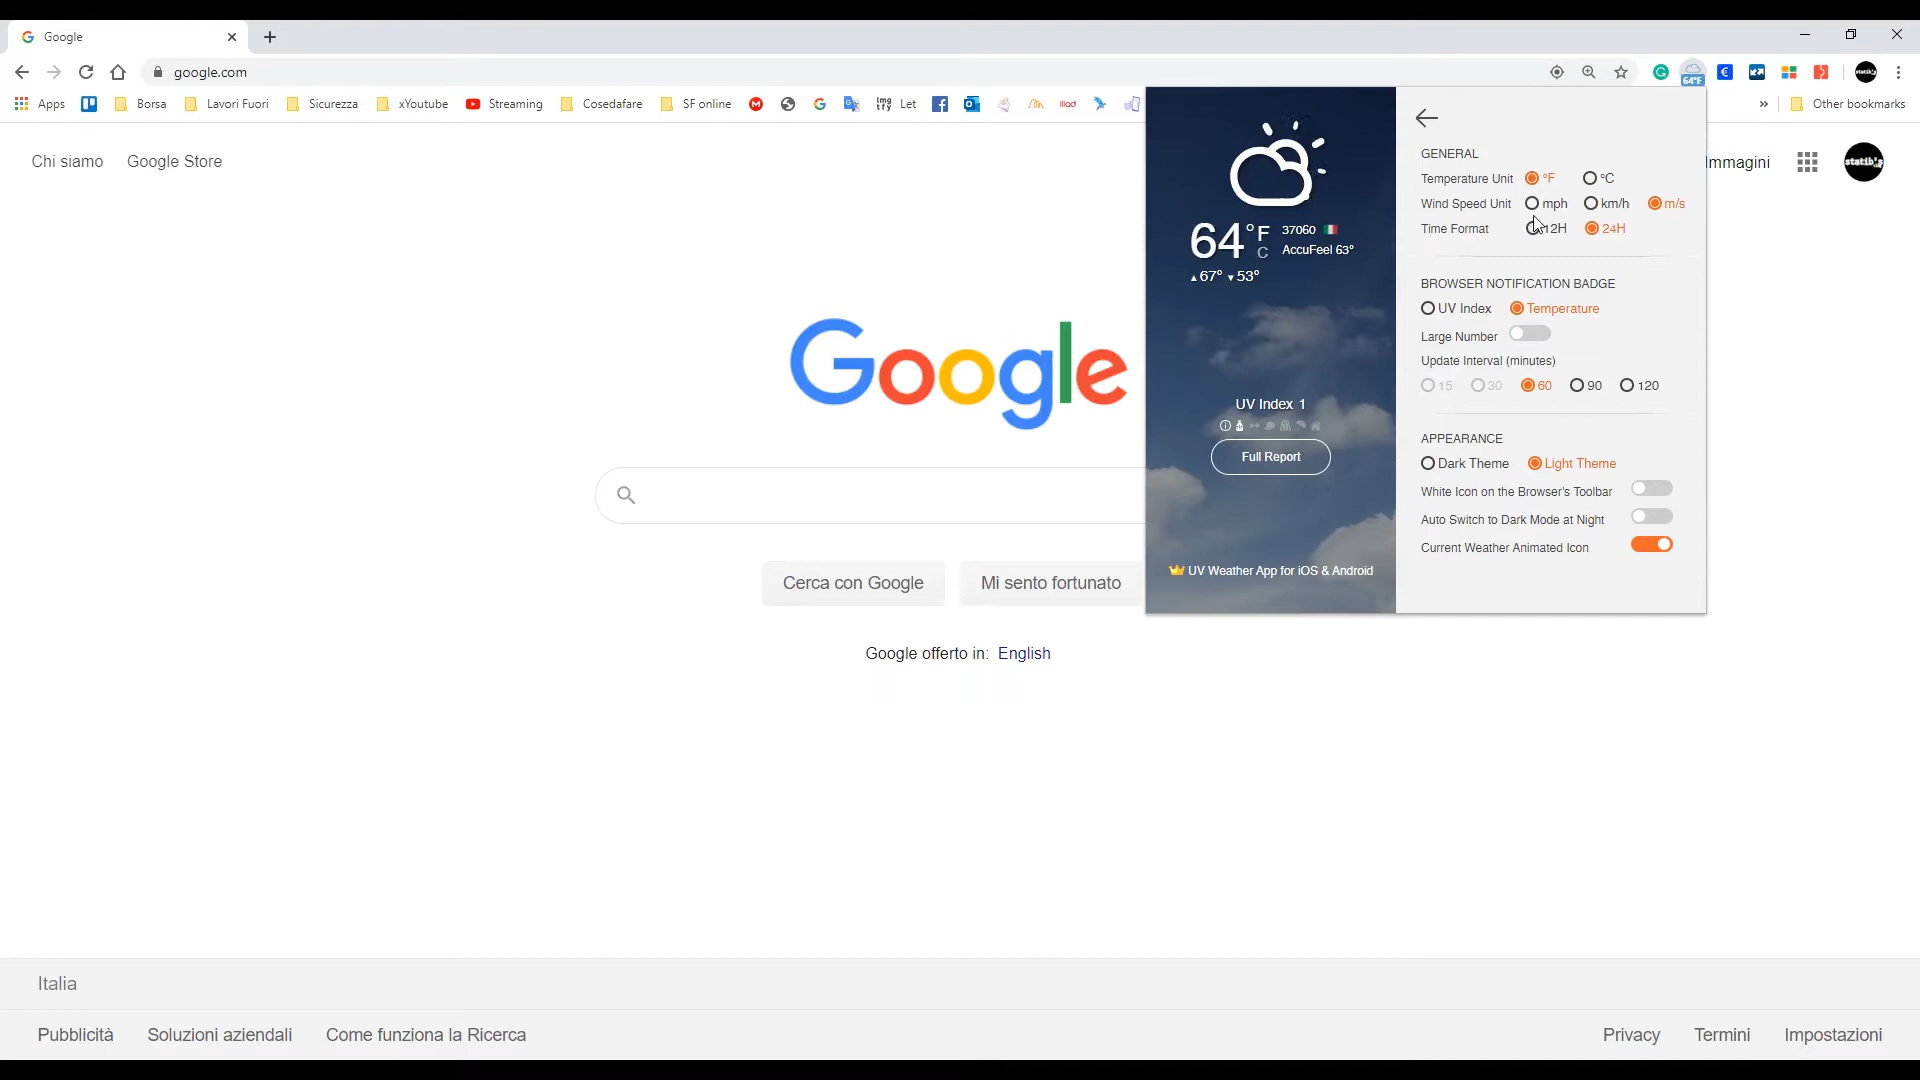 Google
google.com
64°F
Apps Borsa Lavori Fuori Sicurezza xYoutube Streaming Cosedafare SF online Let Other bookmarks
Chi siamo Google Store
Immagini
statib's
Google
Cerca con Google Mi sento fortunato
Google offerto in: English
64 °F C
37060
AccuFeel 63°
67° 53°
UV Index 1
Full Report
UV Weather App for iOS & Android
GENERAL
Temperature Unit °F °C
Wind Speed Unit mph km/h m/s
Time Format 12H 24H
BROWSER NOTIFICATION BADGE
UV Index Temperature
Large Number
Update Interval (minutes)
15 30 60 90 120
APPEARANCE
Dark Theme Light Theme
White Icon on the Browser's Toolbar
Auto Switch to Dark Mode at Night
Current Weather Animated Icon
Italia
Pubblicità Soluzioni aziendali Come funziona la Ricerca
Privacy Termini Impostazioni